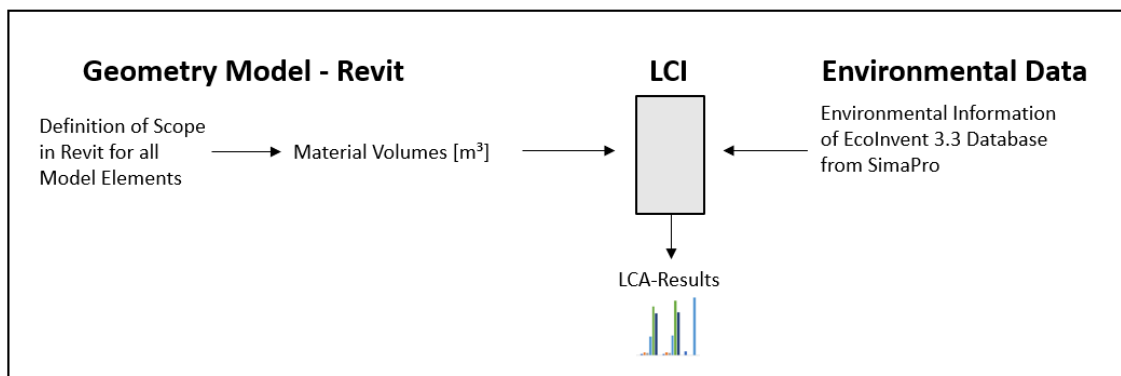 Geometry Model - Revit
LCI
Environmental Data
Definition of Scope
in Revit for all
Model Elements
Material Volumes [m³]
Environmental Information
of EcoInvent 3.3 Database
from SimaPro
LCA-Results